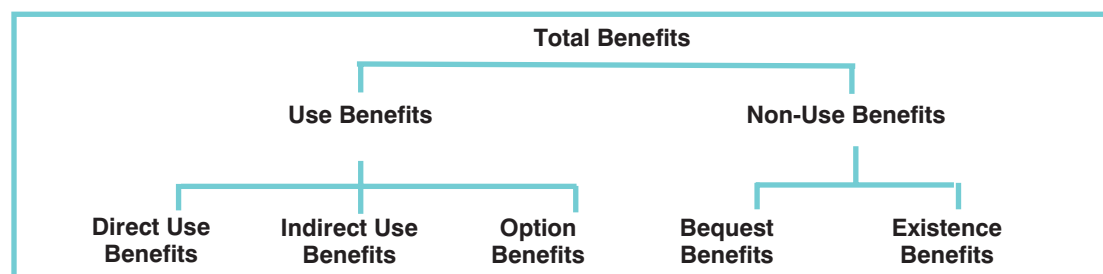 Total Benefits
Use Benefits
Non-Use Benefits
Direct Use
Benefits
Indirect Use
Benefits
Option
Benefits
Bequest
Benefits
Existence
Benefits